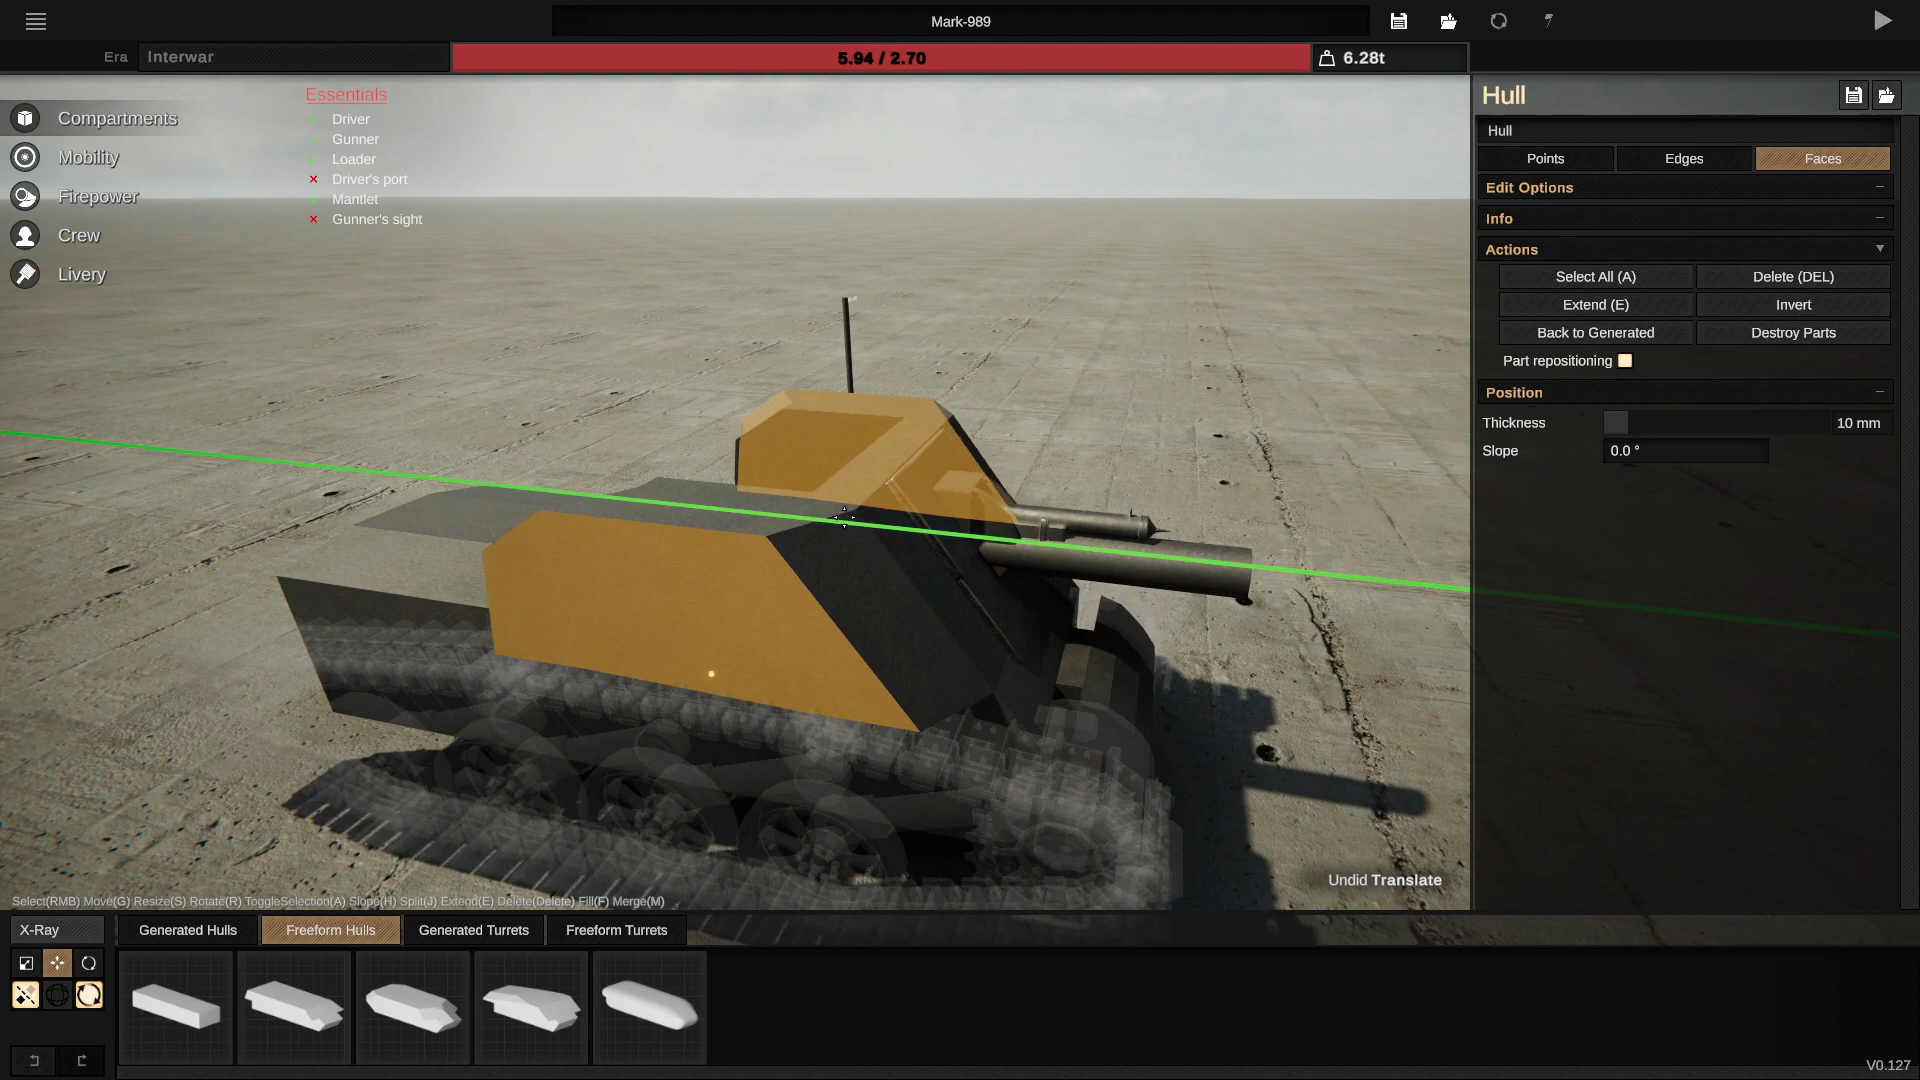 Mark-989
Era
Interwar
5.94 / 2.70
6.28t
Compartments
Mobility
Firepower
Crew
Livery
Essentials
Driver
Gunner
Loader
Driver's port
Mantlet
Gunner's sight
Hull
Hull
Points
Edges
Faces
Edit Options
Info
Actions
Select All (A)
Delete (DEL)
Extend (E)
Invert
Back to Generated
Destroy Parts
Part repositioning
Position
Thickness
10 mm
Slope
0.0 °
Undid Translate
Select(RMB) Move(G) Resize(S) Rotate(R) ToggleSelection(A) Slope(H) Split(J) Extend(E) Delete(Delete) Fill(F) Merge(M)
X-Ray
Generated Hulls
Freeform Hulls
Generated Turrets
Freeform Turrets
V0.127